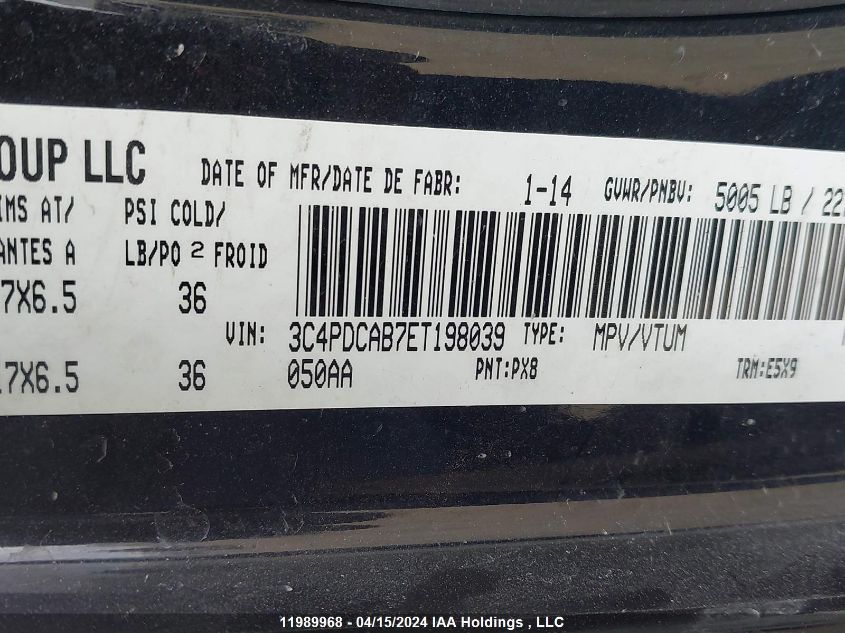 OUP LLC DATE OF MFR/DATE DE FABR: 1-14 GVWR/PNBV: 5005 LB / 22
IMS AT/ PSI COLD/
ANTES A LB/PO 2 FROID
7X6.5 36
VIN: 3C4PDCAB7ET198039 TYPE: MPV/VTUM
7X6.5 36 050AA PNT:PX8 TRM:E5X9
11989968 - 04/15/2024 IAA Holdings , LLC